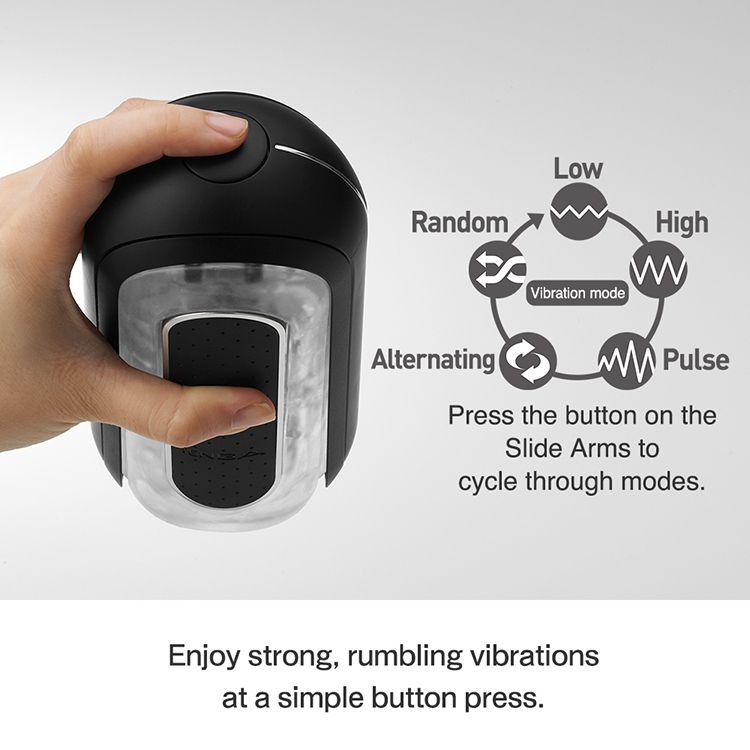 Low
Random
High
Vibration mode
Alternating
Pulse
Press the button on the
Slide Arms to
cycle through modes.
TENGA
Enjoy strong, rumbling vibrations
at a simple button press.